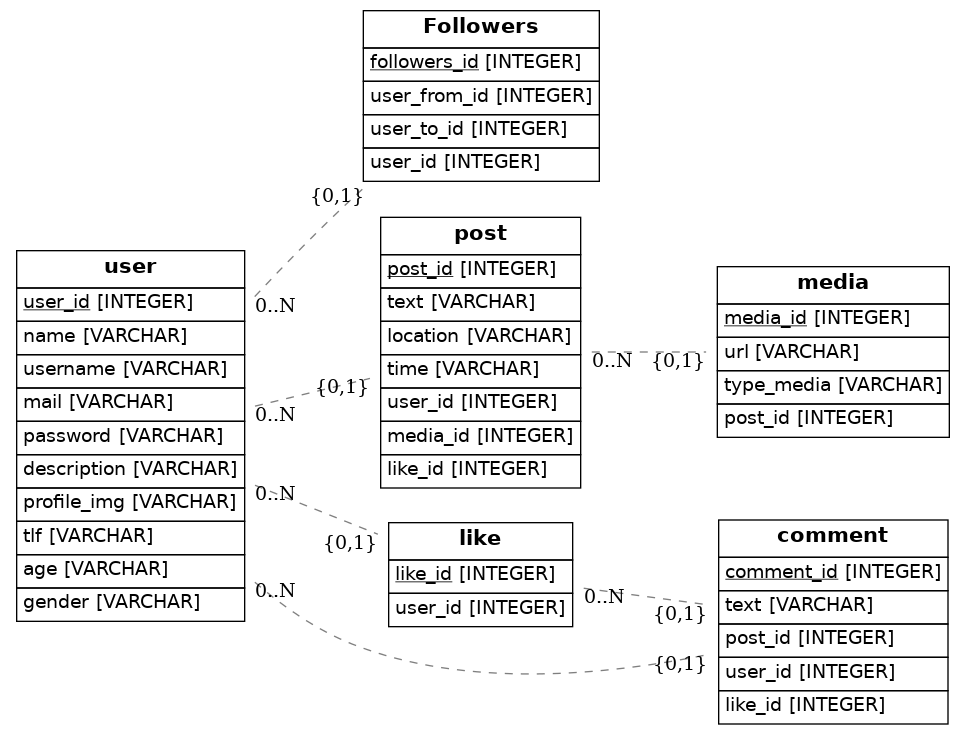 Followers
followers_id [INTEGER]
user_from_id [INTEGER]
user_to_id [INTEGER]
user_id [INTEGER]
{0,1}
0..N
user
user_id [INTEGER]
name [VARCHAR]
username [VARCHAR]
mail [VARCHAR]
password [VARCHAR]
description [VARCHAR]
profile_img [VARCHAR]
tlf [VARCHAR]
age [VARCHAR]
gender [VARCHAR]
post
post_id [INTEGER]
text [VARCHAR]
location [VARCHAR]
time [VARCHAR]
user_id [INTEGER]
media_id [INTEGER]
like_id [INTEGER]
{0,1}
0..N
0..N {0,1}
media
media_id [INTEGER]
url [VARCHAR]
type_media [VARCHAR]
post_id [INTEGER]
0..N
{0,1}
like
like_id [INTEGER]
user_id [INTEGER]
0..N
{0,1}
0..N
{0,1}
comment
comment_id [INTEGER]
text [VARCHAR]
post_id [INTEGER]
user_id [INTEGER]
like_id [INTEGER]